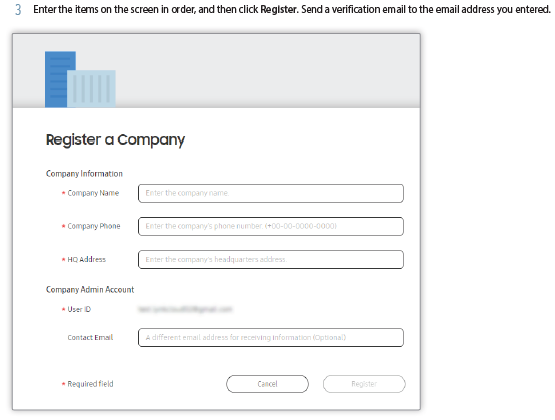 3 Enter the items on the screen in order, and then click Register. Send a verification email to the email address you entered.
Register a Company
Company Information
* Company Name Enter the company name.
* Company Phone Enter the company's phone number. (+00-00-0000-0000)
* HQ Address Enter the company's headquarters address
Company Admin Account
* User ID
Contact Email A different email address for receiving information (Optional)
* Required field Cancel Register